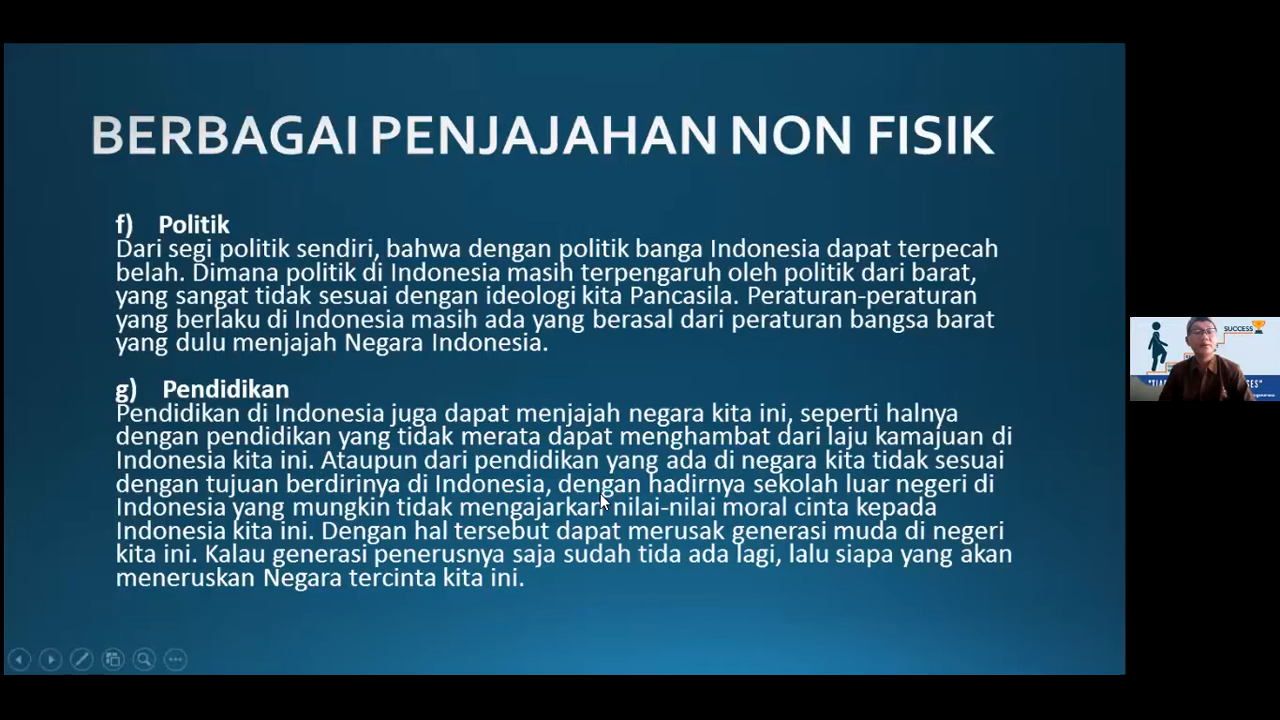 BERBAGAI PENJAJAHAN NON FISIK
f) Politik
Dari segi politik sendiri, bahwa dengan politik banga Indonesia dapat terpecah
belah. Dimana politik di Indonesia masih terpengaruh oleh politik dari barat,
yang sangat tidak sesuai dengan ideologi kita Pancasila. Peraturan-peraturan
yang berlaku di Indonesia masih ada yang berasal dari peraturan bangsa barat
yang dulu menjajah Negara Indonesia.
g) Pendidikan
Pendidikan di Indonesia juga dapat menjajah negara kita ini, seperti halnya
dengan pendidikan yang tidak merata dapat menghambat dari laju kamajuan di
Indonesia kita ini. Ataupun dari pendidikan yang ada di negara kita tidak sesuai
dengan tujuan berdirinya di Indonesia, dengan hadirnya sekolah luar negeri di
Indonesia yang mungkin tidak mengajarkan nilai-nilai moral cinta kepada
Indonesia kita ini. Dengan hal tersebut dapat merusak generasi muda di negeri
kita ini. Kalau generasi penerusnya saja sudah tida ada lagi, lalu siapa yang akan
meneruskan Negara tercinta kita ini.
SUCCESS